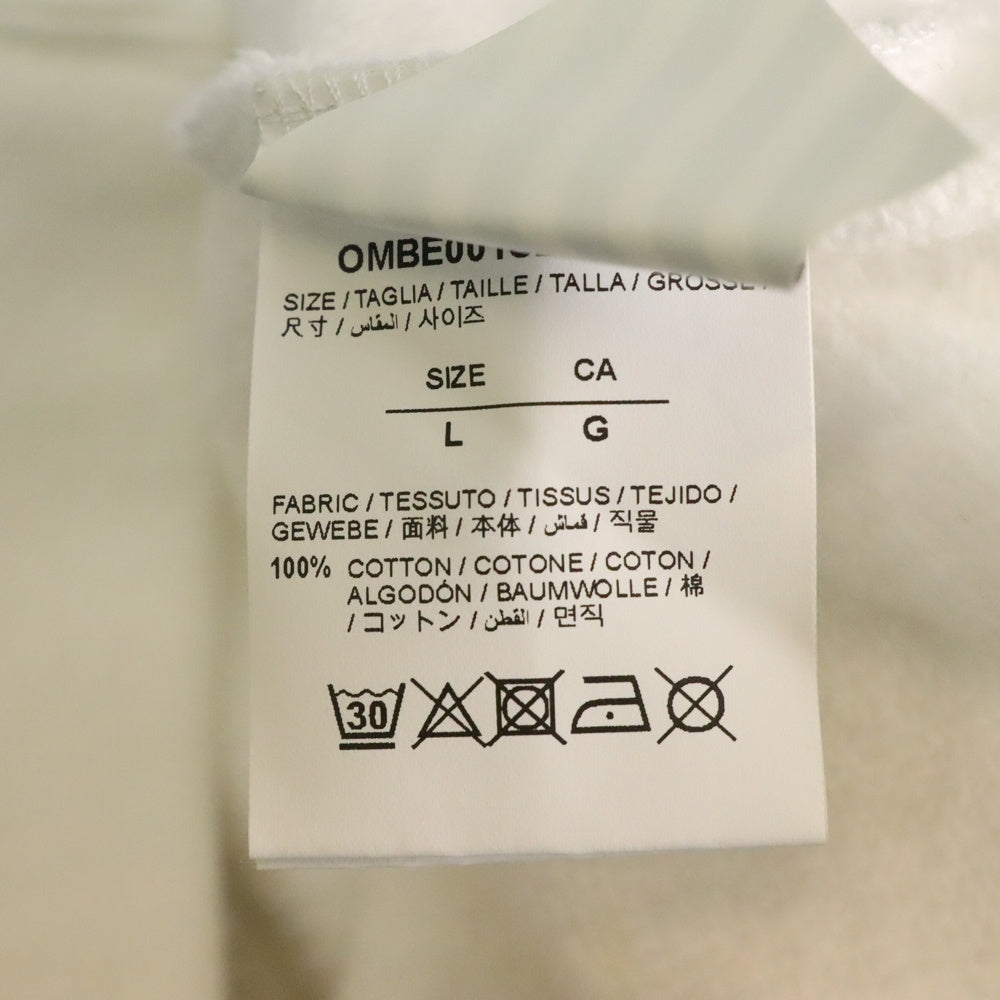 SIZE / TAGLIA / TAILLE / TALLA / GROSSE /
尺寸 / المقاس / 사이즈
SIZE CA
L G
FABRIC / TESSUTO / TISSUS / TEJIDO /
GEWEBE / 面料 / 本体 / قماش / 직물
100% COTTON / COTONE / COTON /
ALGODÓN / BAUMWOLLE / 棉
/ コットン / القطن / 면직
30